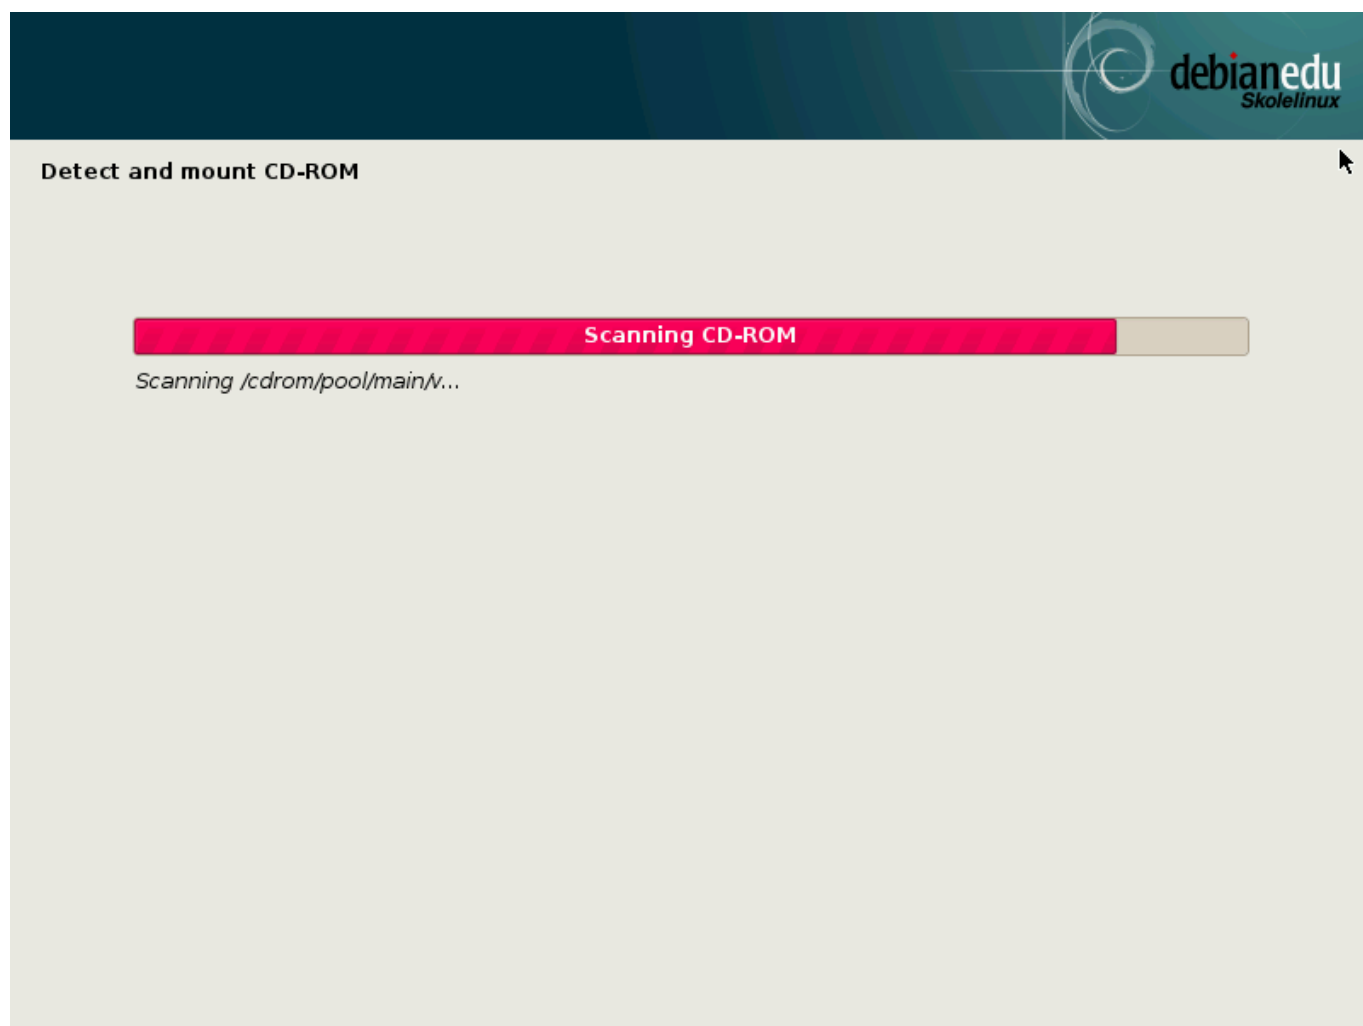 debianedu
Skolelinux
Detect and mount CD-ROM
Scanning CD-ROM
Scanning /cdrom/pool/main/v...